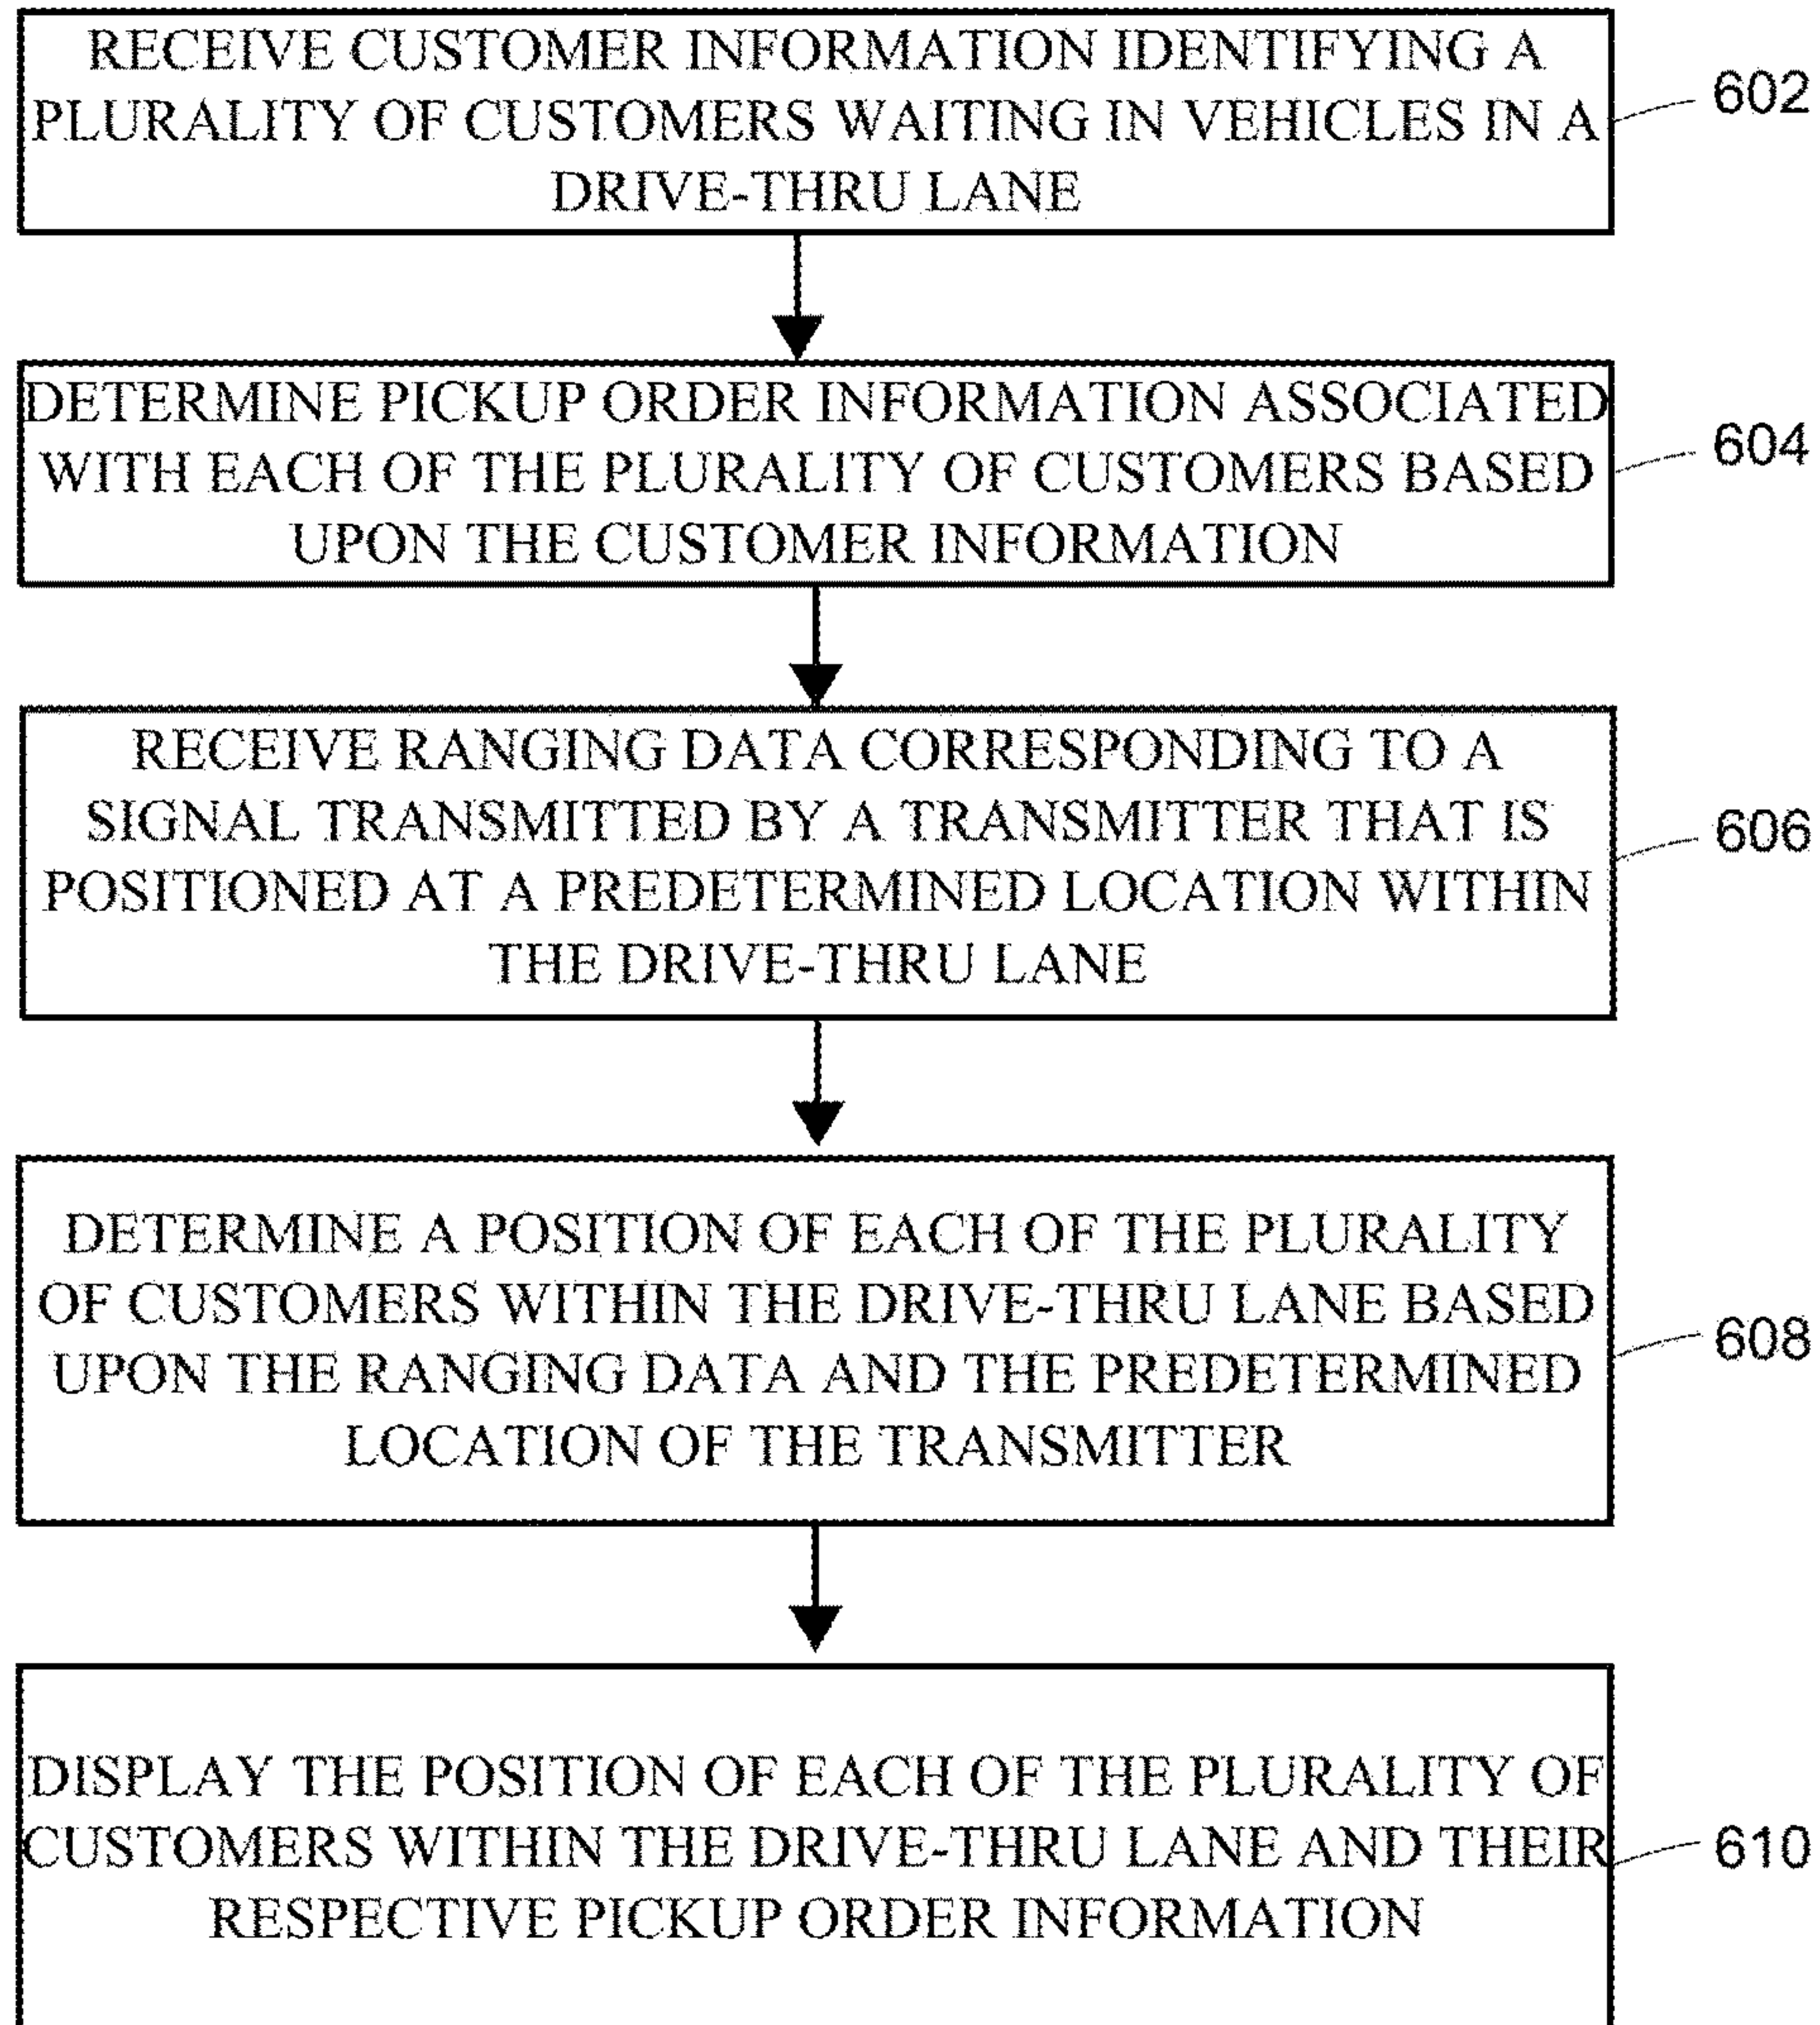 RECEIVE CUSTOMER INFORMATION IDENTIFYING A
PLURALITY OF CUSTOMERS WAITING IN VEHICLES IN A
DRIVE-THRU LANE
602
DETERMINE PICKUP ORDER INFORMATION ASSOCIATED
WITH EACH OF THE PLURALITY OF CUSTOMERS BASED
UPON THE CUSTOMER INFORMATION
604
RECEIVE RANGING DATA CORRESPONDING TO A
SIGNAL TRANSMITTED BY A TRANSMITTER THAT IS
POSITIONED AT A PREDETERMINED LOCATION WITHIN
THE DRIVE-THRU LANE
606
DETERMINE A POSITION OF EACH OF THE PLURALITY
OF CUSTOMERS WITHIN THE DRIVE-THRU LANE BASED
UPON THE RANGING DATA AND THE PREDETERMINED
LOCATION OF THE TRANSMITTER
608
DISPLAY THE POSITION OF EACH OF THE PLURALITY OF
CUSTOMERS WITHIN THE DRIVE-THRU LANE AND THEIR
RESPECTIVE PICKUP ORDER INFORMATION
610